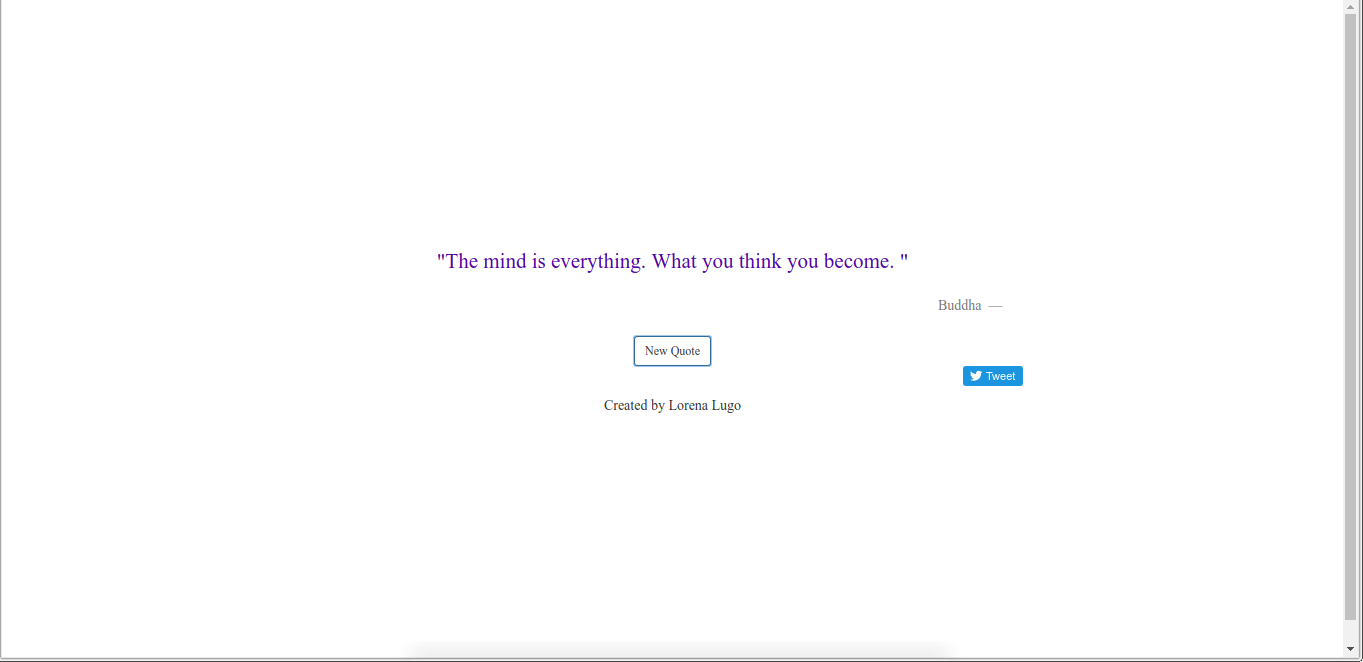 "The mind is everything. What you think you become. "
Buddha —
New Quote
Tweet
Created by Lorena Lugo